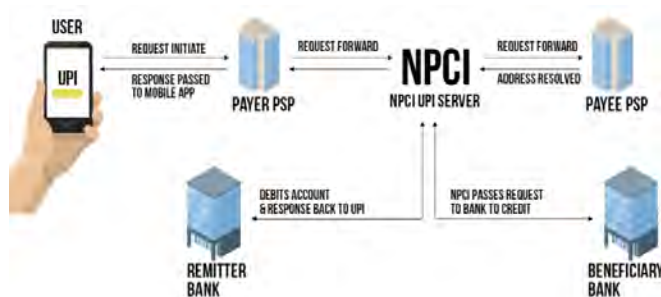 USER
UPI
REQUEST INITIATE
RESPONSE PASSED
TO MOBILE APP
PAYER PSP
REQUEST FORWARD
NPCI
NPCI UPI SERVER
REQUEST FORWARD
ADDRESS RESOLVED
PAYEE PSP
DEBITS ACCOUNT
& RESPONSE BACK TO UPI
NPCI PASSES REQUEST
TO BANK TO CREDIT
REMITTER
BANK
BENEFICIARY
BANK